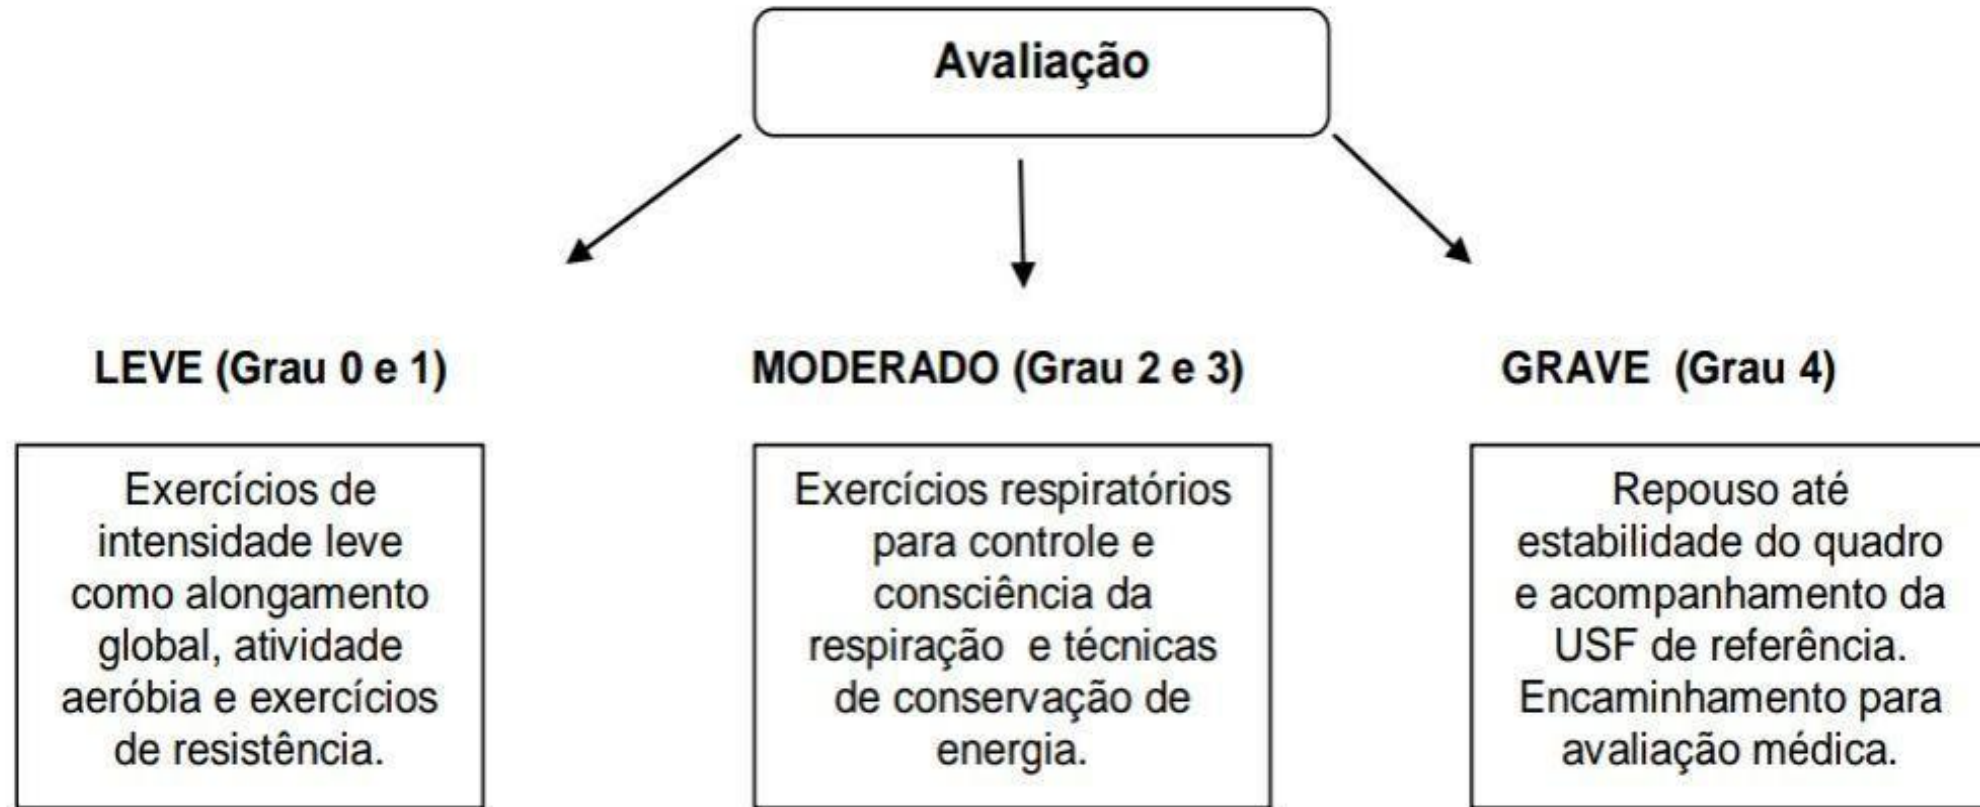 Avaliação
LEVE (Grau 0 e 1)
Exercícios de
intensidade leve
como alongamento
global, atividade
aeróbia e exercícios
de resistência.
MODERADO (Grau 2 e 3)
Exercícios respiratórios
para controle e
consciência da
respiração e técnicas
de conservação de
energia.
GRAVE (Grau 4)
Repouso até
estabilidade do quadro
e acompanhamento da
USF de referência.
Encaminhamento para
avaliação médica.